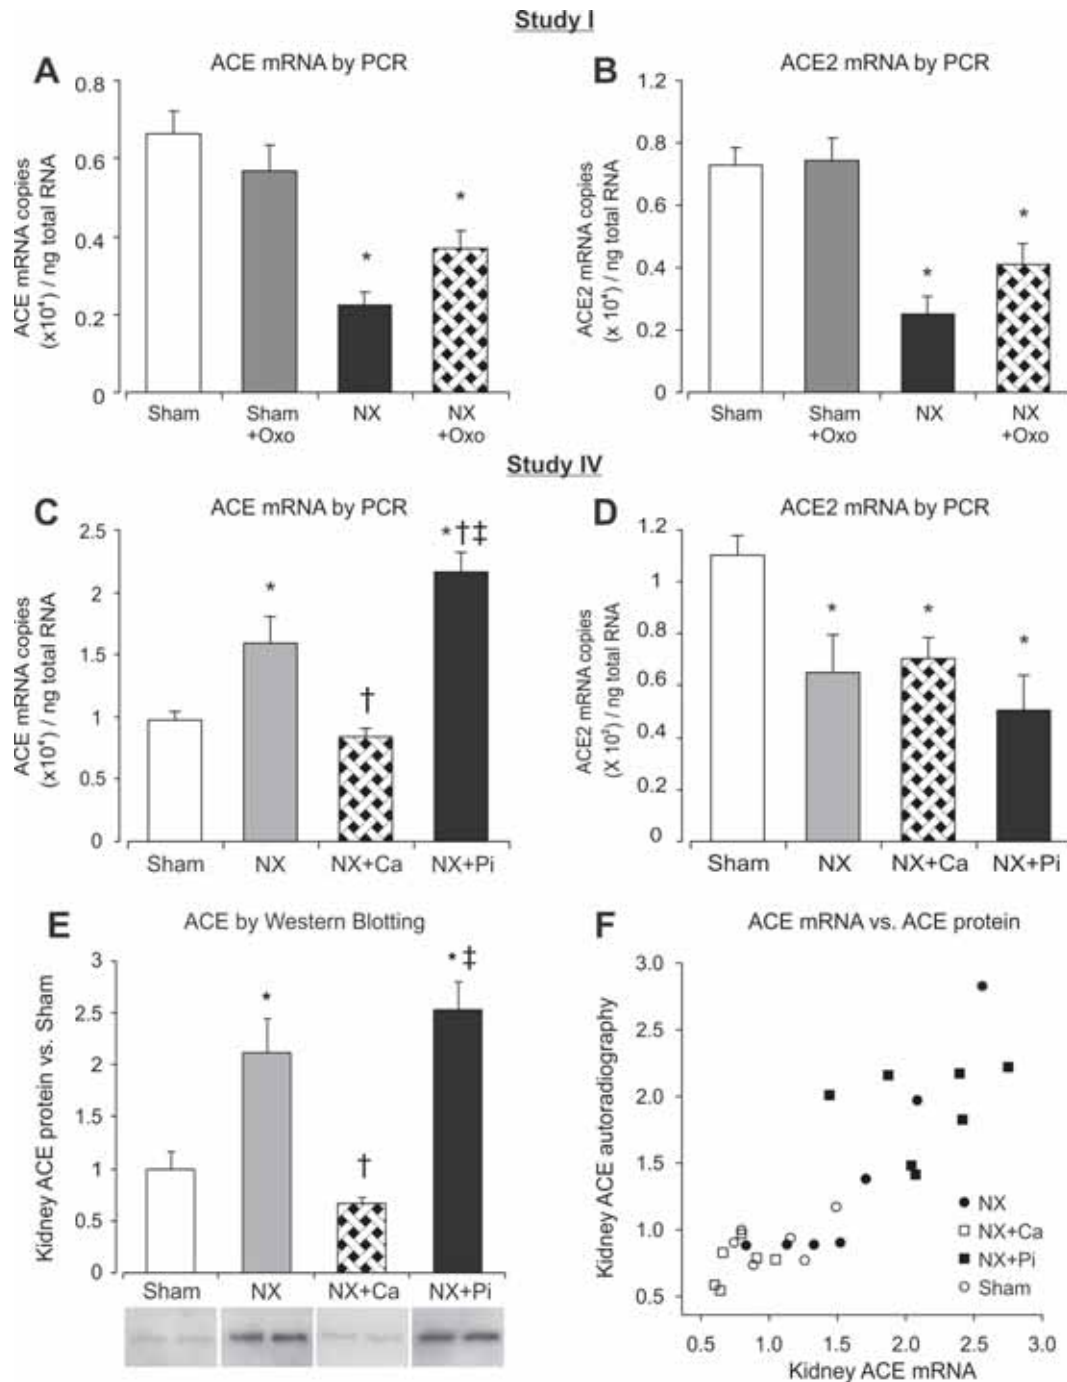 Study I
A ACE mRNA by PCR
ACE mRNA copies
(x10⁴) / ng total RNA
0.8
0.6
0.4
0.2
0
*
*
Sham
Sham
+Oxo
NX
NX
+Oxo
B ACE2 mRNA by PCR
ACE2 mRNA copies
(x 10⁴) / ng total RNA
1.2
0.8
0.6
0.4
0.2
0
*
*
Sham
Sham
+Oxo
NX
NX
+Oxo
Study IV
C ACE mRNA by PCR
ACE mRNA copies
(x10⁴) / ng total RNA
2.5
2
1.5
1
0.5
0
*
†
*†‡
Sham NX NX+Ca NX+Pi
D ACE2 mRNA by PCR
ACE2 mRNA copies
(X 10³) / ng total RNA
1.2
1
0.8
0.6
0.4
0.2
0
*
*
*
Sham NX NX+Ca NX+Pi
E ACE by Western Blotting
Kidney ACE protein vs. Sham
3
2.5
2
1.5
1
0.5
0
*
†
*‡
Sham NX NX+Ca NX+Pi
F ACE mRNA vs. ACE protein
Kidney ACE autoradiography
3.0
2.5
2.0
1.5
1.0
0.5
NX
NX+Ca
NX+Pi
Sham
0.5 1.0 1.5 2.0 2.5 3.0
Kidney ACE mRNA